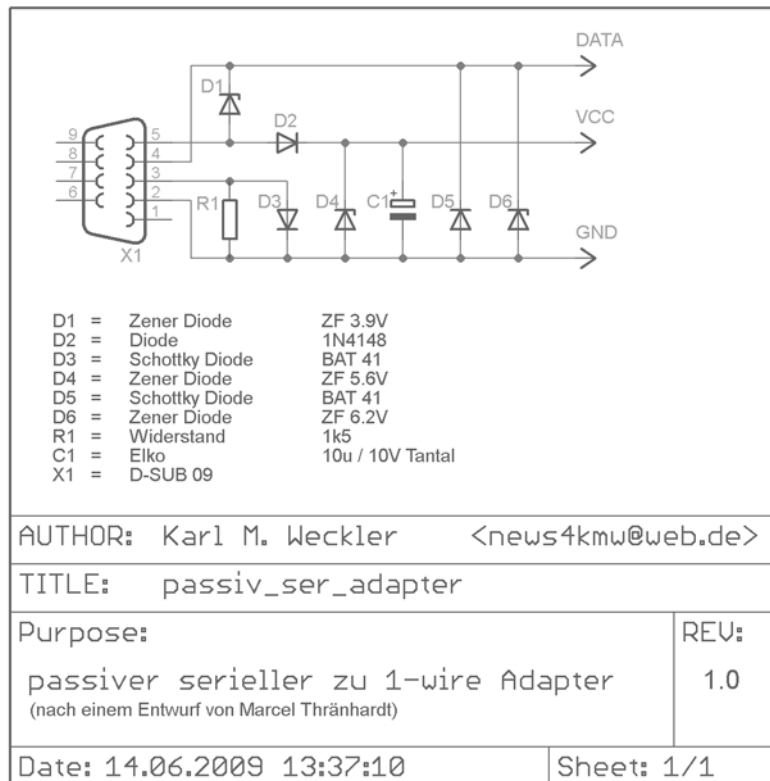 DATA
D1
D2
VCC
9 5
8 4
7 3
6 2
1
R1 D3 D4 C1 + D5 D6
GND
X1
D1 = Zener Diode ZF 3.9V
D2 = Diode 1N4148
D3 = Schottky Diode BAT 41
D4 = Zener Diode ZF 5.6V
D5 = Schottky Diode BAT 41
D6 = Zener Diode ZF 6.2V
R1 = Widerstand 1k5
C1 = Elko 10u / 10V Tantal
X1 = D-SUB 09
AUTHOR: Karl M. Weckler <news4kmw@web.de>
TITLE: passiv_ser_adapter
Purpose: REV:
passiver serieller zu 1-wire Adapter 1.0
(nach einem Entwurf von Marcel Thränhardt)
Date: 14.06.2009 13:37:10 Sheet: 1/1